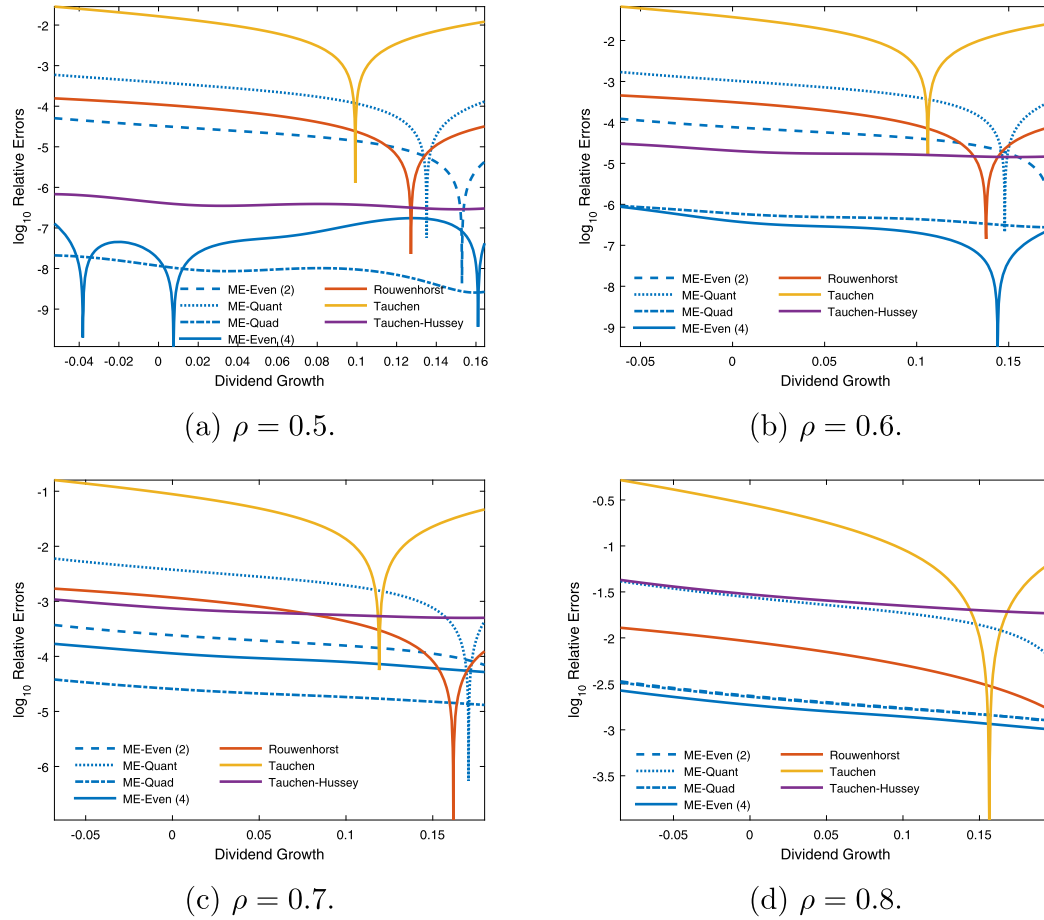 -2
-3
-4
-5
-6
-7
-8
-9
log10 Relative Errors
ME-Even (2)
ME-Quant
ME-Quad
ME-Even (4)
Rouwenhorst
Tauchen
Tauchen-Hussey
-0.04 -0.02 0 0.02 0.04 0.06 0.08 0.1 0.12 0.14 0.16
Dividend Growth
(a) ρ = 0.5.
-2
-3
-4
-5
-6
-7
-8
-9
log10 Relative Errors
ME-Even (2)
ME-Quant
ME-Quad
ME-Even (4)
Rouwenhorst
Tauchen
Tauchen-Hussey
-0.05 0 0.05 0.1 0.15
Dividend Growth
(b) ρ = 0.6.
-1
-2
-3
-4
-5
-6
log10 Relative Errors
ME-Even (2)
ME-Quant
ME-Quad
ME-Even (4)
Rouwenhorst
Tauchen
Tauchen-Hussey
-0.05 0 0.05 0.1 0.15
Dividend Growth
(c) ρ = 0.7.
-0.5
-1
-1.5
-2
-2.5
-3
-3.5
log10 Relative Errors
ME-Even (2)
ME-Quant
ME-Quad
ME-Even (4)
Rouwenhorst
Tauchen
Tauchen-Hussey
-0.05 0 0.05 0.1 0.15
Dividend Growth
(d) ρ = 0.8.